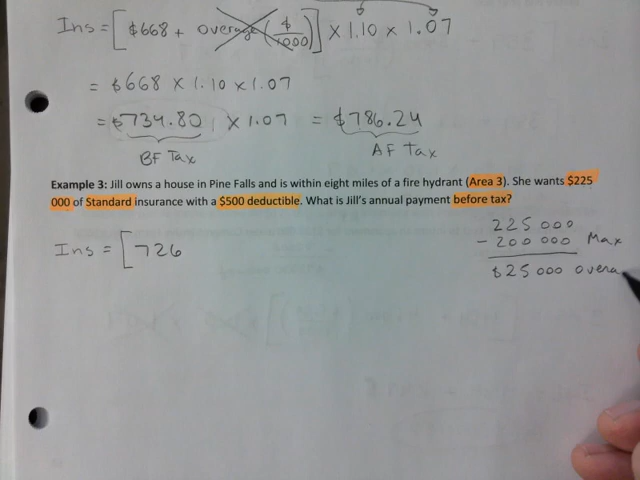 Ins = [ $668 + overage ( $ / 1000 ) ] x 1.10 x 1.07
= $668 x 1.10 x 1.07
= $734.80 x 1.07 = $786.24
BF Tax
AF Tax
Example 3: Jill owns a house in Pine Falls and is within eight miles of a fire hydrant (Area 3). She wants $225
000 of Standard insurance with a $500 deductible. What is Jill's annual payment before tax?
Ins = [ 726
225 000
- 200 000 Max
$25 000 overa